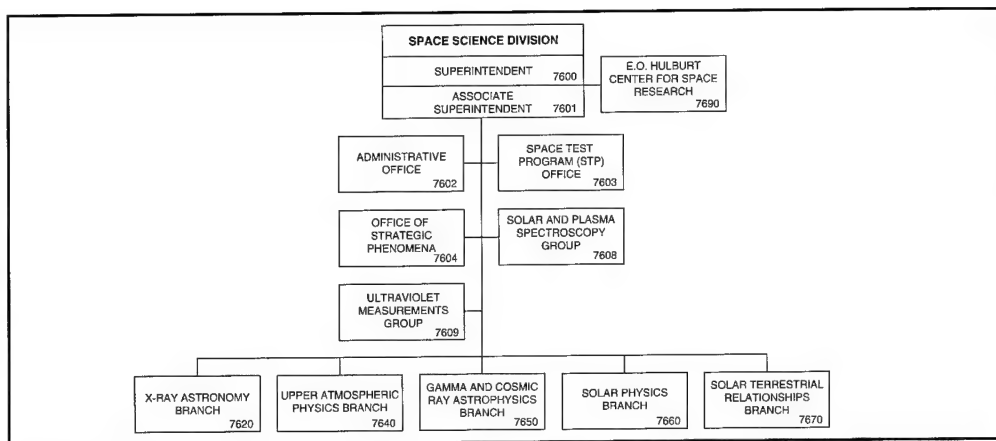 SPACE SCIENCE DIVISION
SUPERINTENDENT
7600
ASSOCIATE
SUPERINTENDENT
7601
E.O. HULBURT
CENTER FOR SPACE
RESEARCH
7690
ADMINISTRATIVE
OFFICE
7602
SPACE TEST
PROGRAM (STP)
OFFICE
7603
OFFICE OF
STRATEGIC
PHENOMENA
7604
SOLAR AND PLASMA
SPECTROSCOPY
GROUP
7608
ULTRAVIOLET
MEASUREMENTS
GROUP
7609
X-RAY ASTRONOMY
BRANCH
7620
UPPER ATMOSPHERIC
PHYSICS BRANCH
7640
GAMMA AND COSMIC
RAY ASTROPHYSICS
BRANCH
7650
SOLAR PHYSICS
BRANCH
7660
SOLAR TERRESTRIAL
RELATIONSHIPS
BRANCH
7670